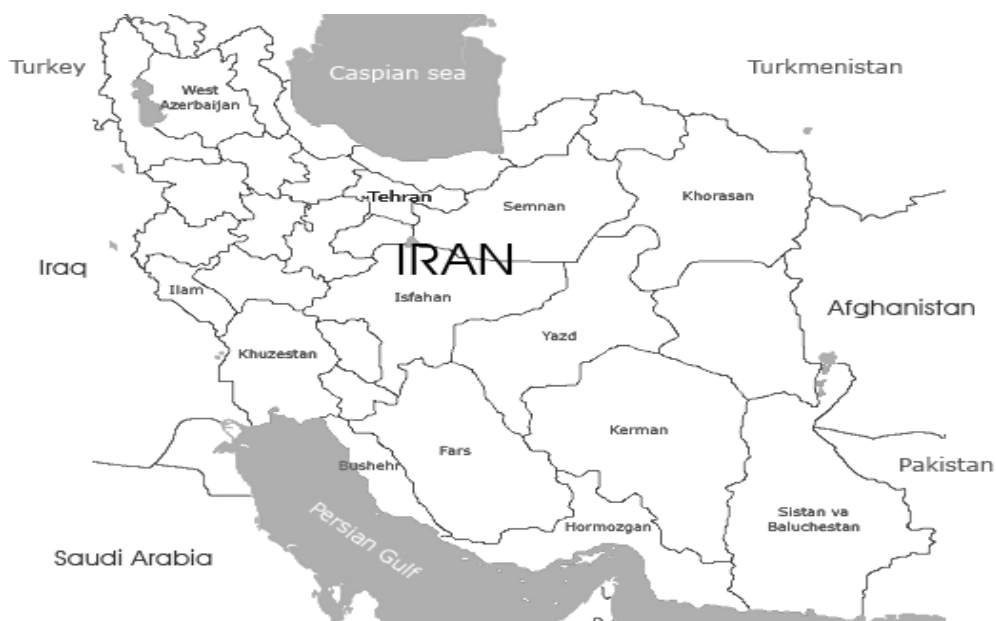 Turkey
Caspian sea
Turkmenistan
West
Azerbaijan
Tehran
Semnan
Khorasan
IRAN
Iraq
Ilam
Isfahan
Afghanistan
Khuzestan
Yazd
Kerman
Fars
Bushehr
Pakistan
Persian Gulf
Hormozgan
Sistan va
Baluchestan
Saudi Arabia